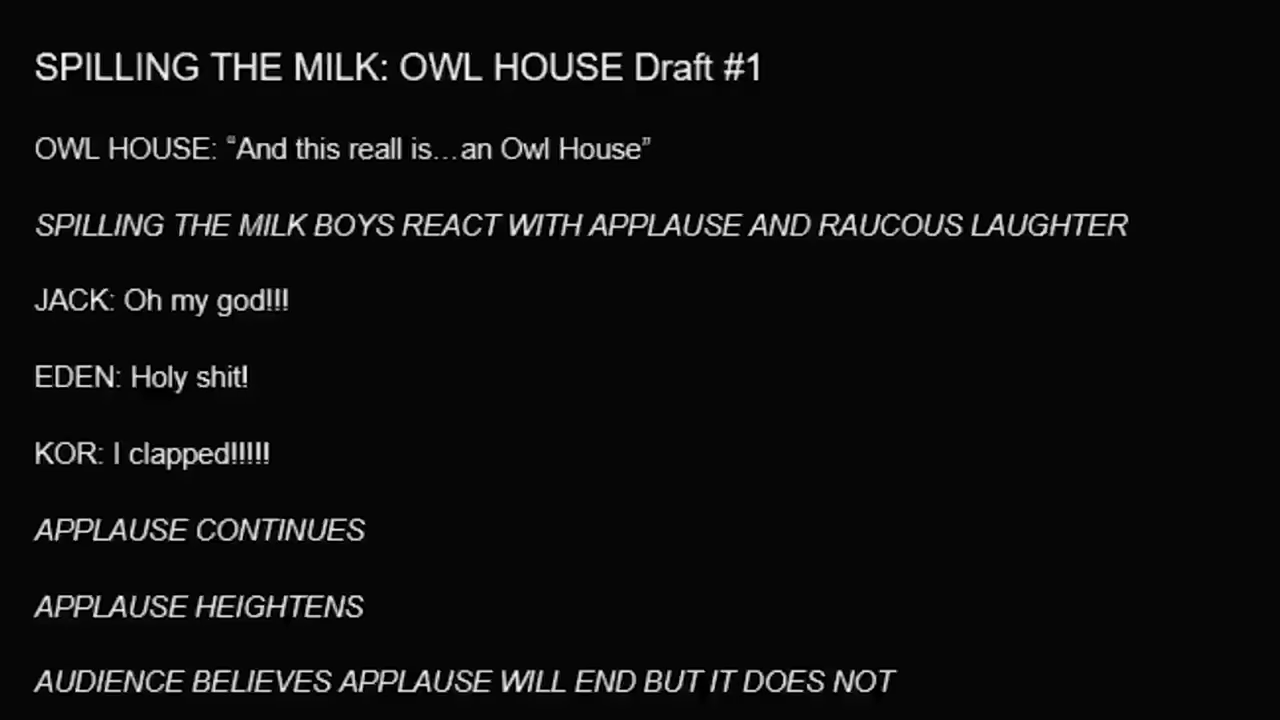 SPILLING THE MILK: OWL HOUSE Draft #1
OWL HOUSE: “And this reall is…an Owl House”
SPILLING THE MILK BOYS REACT WITH APPLAUSE AND RAUCOUS LAUGHTER
JACK: Oh my god!!!
EDEN: Holy shit!
KOR: I clapped!!!!!
APPLAUSE CONTINUES
APPLAUSE HEIGHTENS
AUDIENCE BELIEVES APPLAUSE WILL END BUT IT DOES NOT